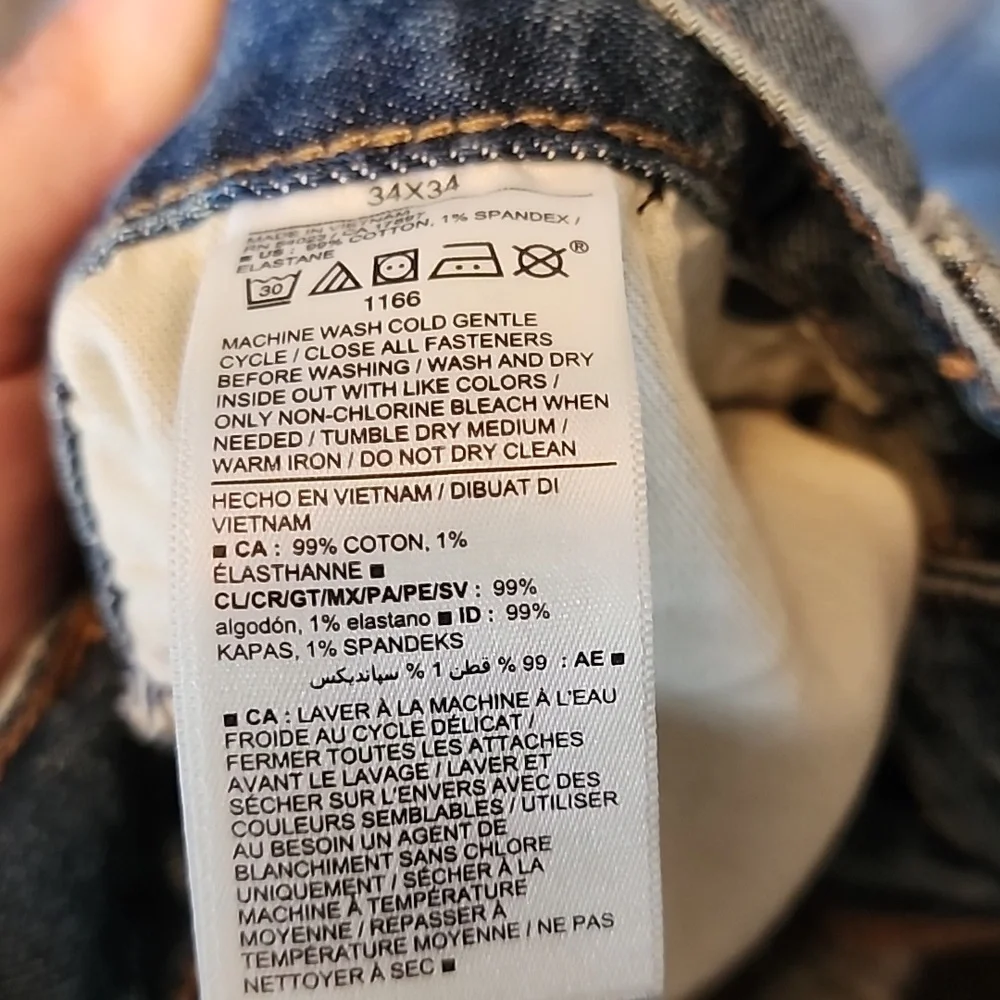 34X34
MADE IN VIETNAM
RN 54023 / CA 17897
■ US : 99% COTTON, 1% SPANDEX /
ELASTANE
30 ®
1166
MACHINE WASH COLD GENTLE
CYCLE / CLOSE ALL FASTENERS
BEFORE WASHING / WASH AND DRY
INSIDE OUT WITH LIKE COLORS /
ONLY NON-CHLORINE BLEACH WHEN
NEEDED / TUMBLE DRY MEDIUM /
WARM IRON / DO NOT DRY CLEAN
HECHO EN VIETNAM / DIBUAT DI
VIETNAM
■ CA : 99% COTON, 1%
ÉLASTHANNE ■
CL/CR/GT/MX/PA/PE/SV : 99%
algodón, 1% elastano ■ ID : 99%
KAPAS, 1% SPANDEKS
■ AE : 99 % قطن 1 % سپاندیکس
■ CA : LAVER À LA MACHINE À L'EAU
FROIDE AU CYCLE DÉLICAT /
FERMER TOUTES LES ATTACHES
AVANT LE LAVAGE / LAVER ET
SÉCHER SUR L'ENVERS AVEC DES
COULEURS SEMBLABLES / UTILISER
AU BESOIN UN AGENT DE
BLANCHIMENT SANS CHLORE
UNIQUEMENT / SÉCHER À LA
MACHINE À TEMPÉRATURE
MOYENNE / REPASSER À
TEMPÉRATURE MOYENNE / NE PAS
NETTOYER À SEC ■